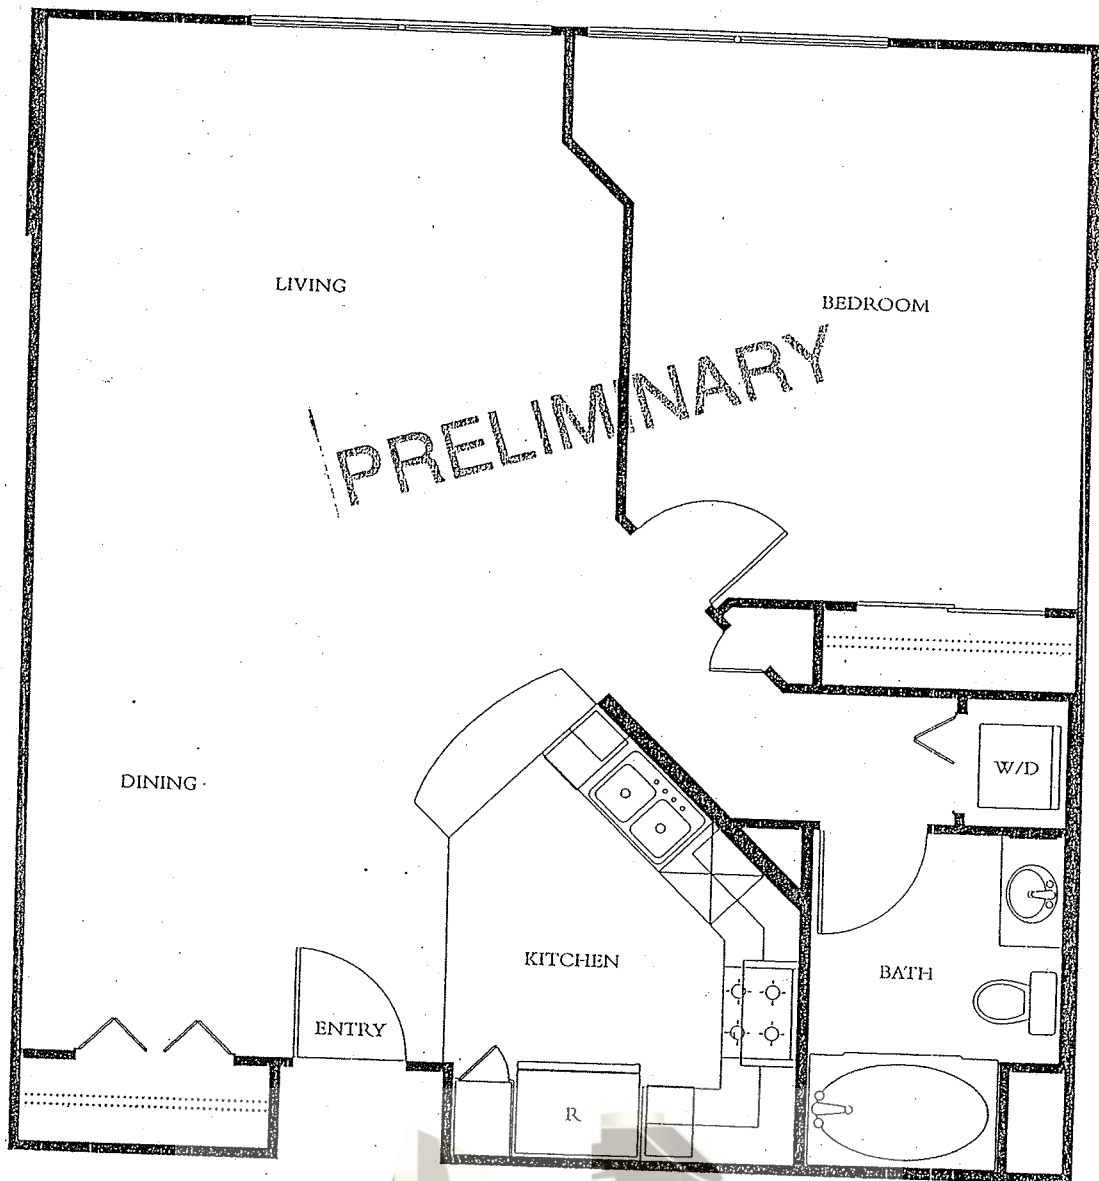 LIVING
BEDROOM
PRELIMINARY
DINING
W/D
KITCHEN
BATH
ENTRY
R